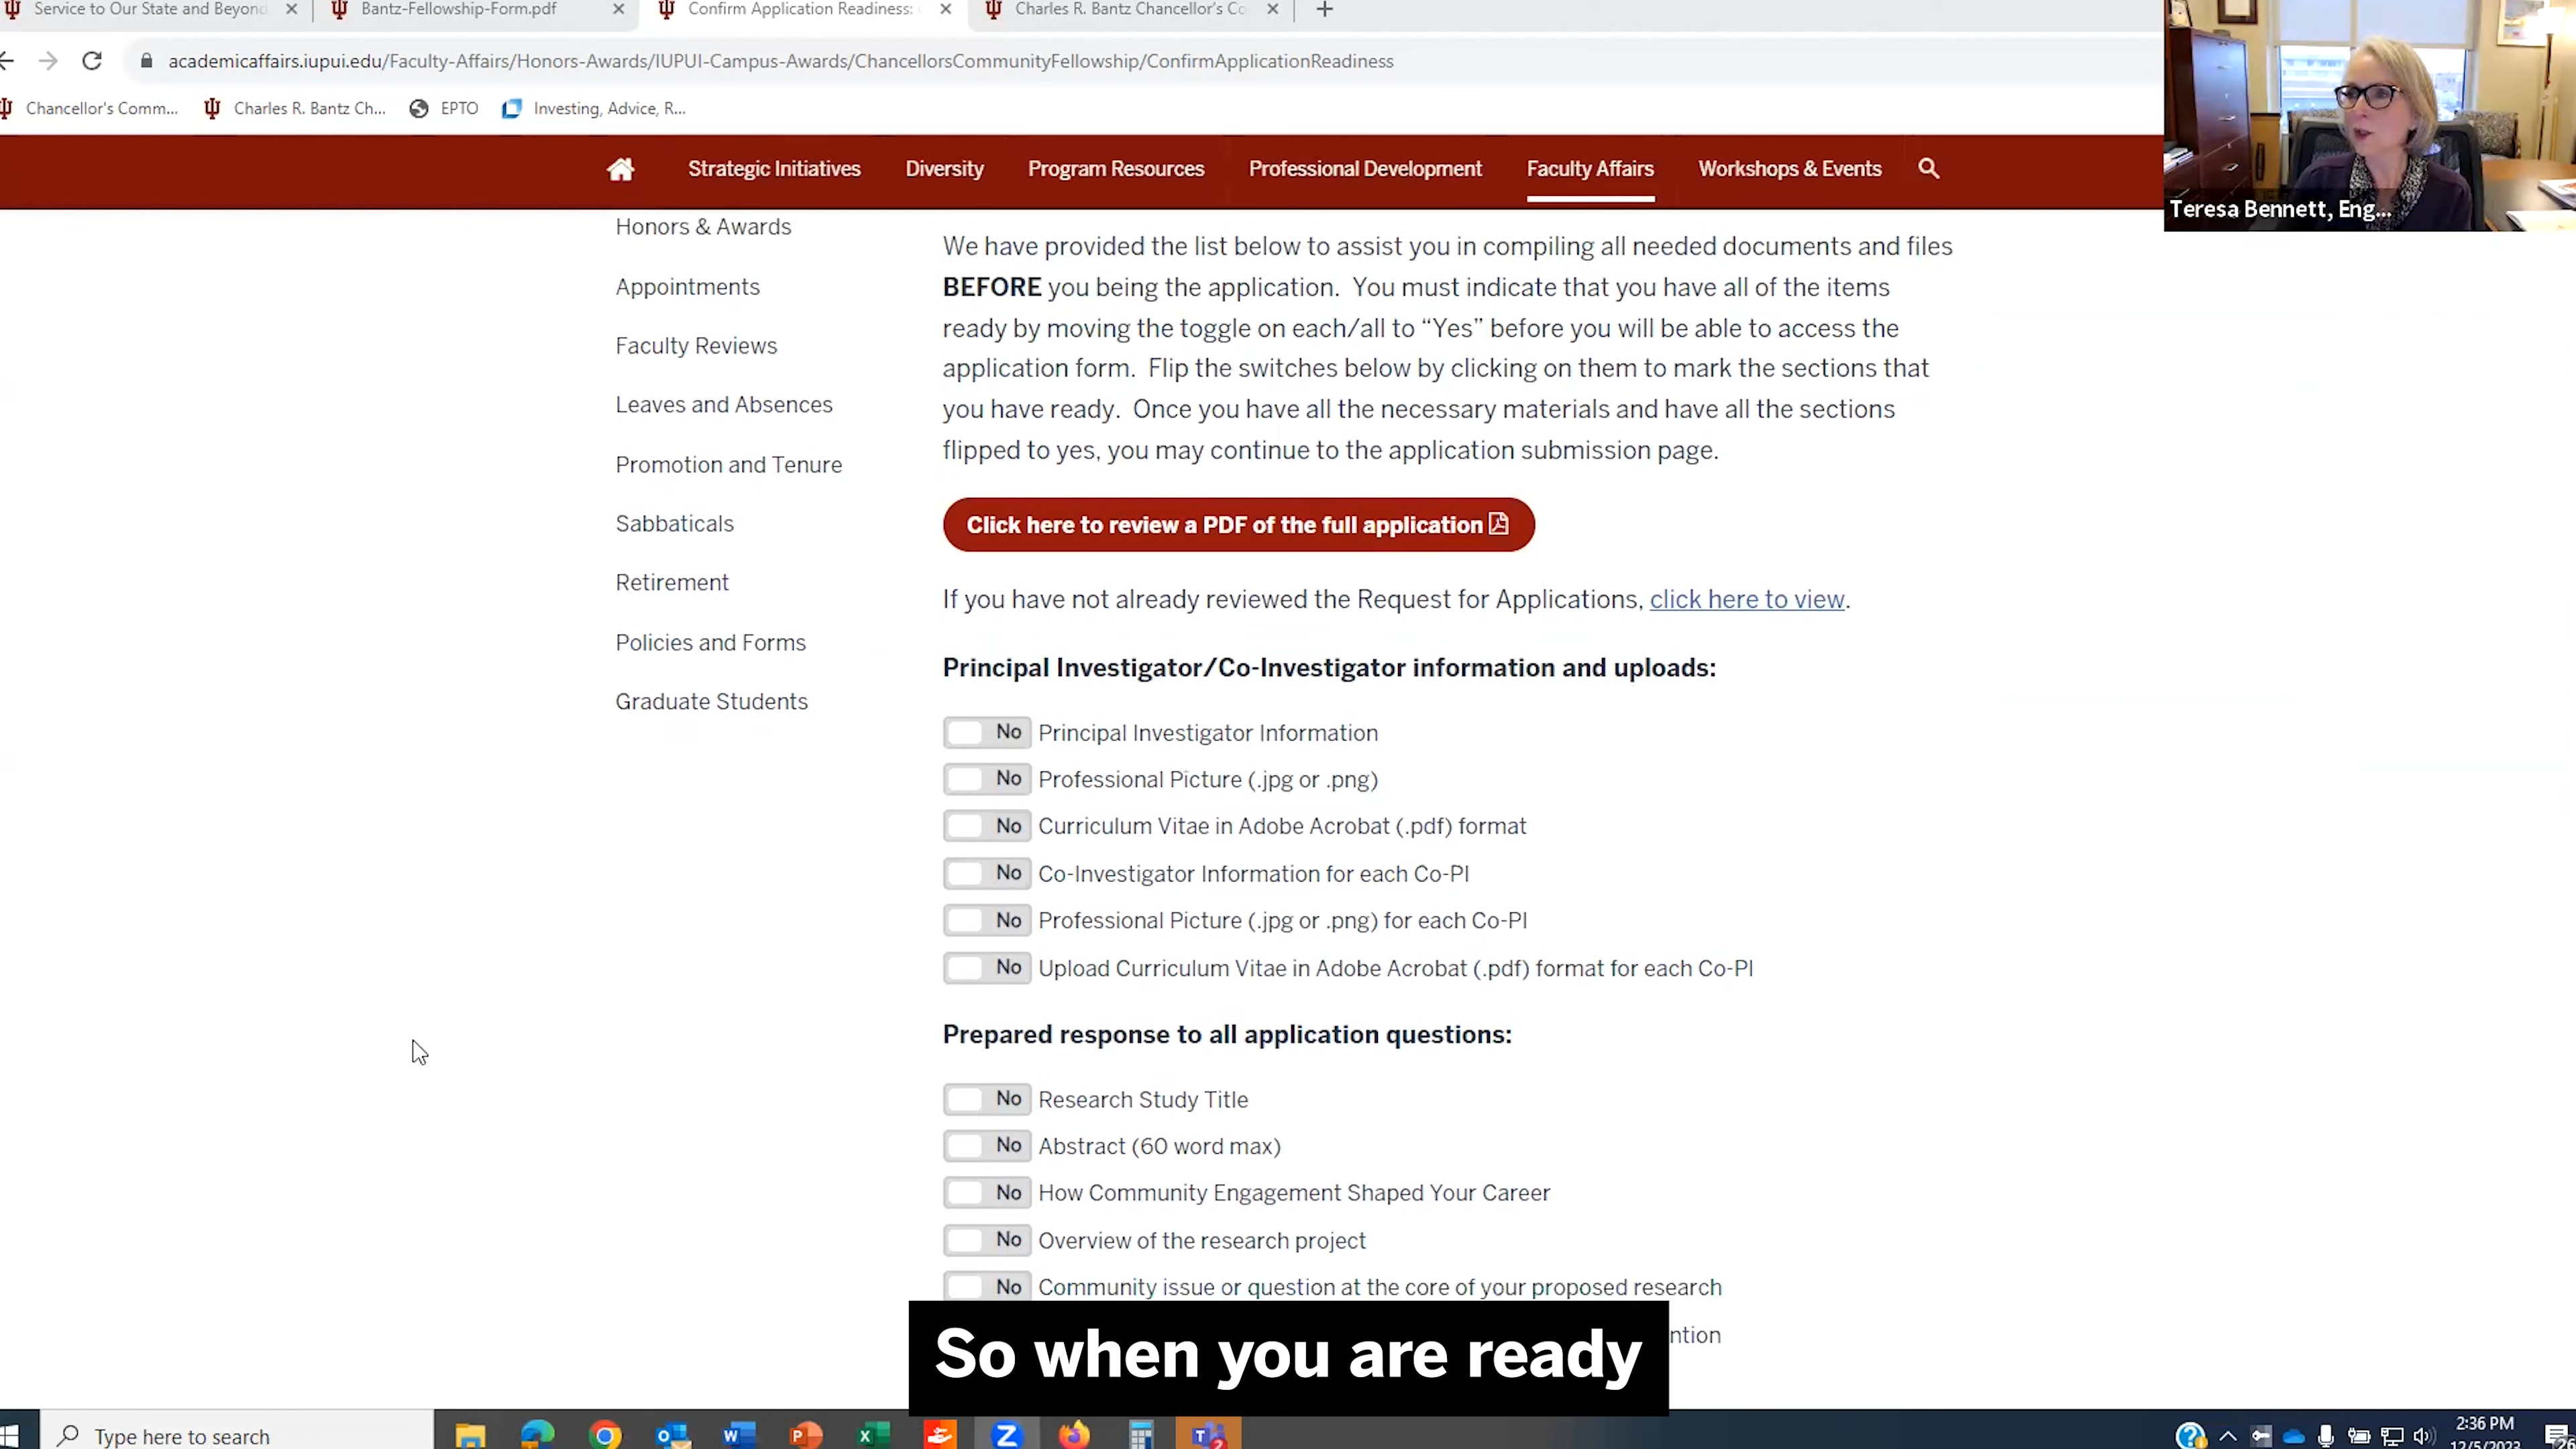 Service to Our State and Beyond
Bantz-Fellowship-Form.pdf
Confirm Application Readiness:
Charles R. Bantz Chancellor's Co
academicaffairs.iupui.edu/Faculty-Affairs/Honors-Awards/IUPUI-Campus-Awards/ChancellorsCommunityFellowship/ConfirmApplicationReadiness
Chancellor's Comm...
Charles R. Bantz Ch...
EPTO
Investing, Advice, R...
Strategic Initiatives
Diversity
Program Resources
Professional Development
Faculty Affairs
Workshops & Events
Teresa Bennett, Eng...
Honors & Awards
Appointments
Faculty Reviews
Leaves and Absences
Promotion and Tenure
Sabbaticals
Retirement
Policies and Forms
Graduate Students
We have provided the list below to assist you in compiling all needed documents and files
BEFORE you being the application. You must indicate that you have all of the items
ready by moving the toggle on each/all to “Yes” before you will be able to access the
application form. Flip the switches below by clicking on them to mark the sections that
you have ready. Once you have all the necessary materials and have all the sections
flipped to yes, you may continue to the application submission page.
Click here to review a PDF of the full application
If you have not already reviewed the Request for Applications, click here to view.
Principal Investigator/Co-Investigator information and uploads:
No Principal Investigator Information
No Professional Picture (.jpg or .png)
No Curriculum Vitae in Adobe Acrobat (.pdf) format
No Co-Investigator Information for each Co-PI
No Professional Picture (.jpg or .png) for each Co-PI
No Upload Curriculum Vitae in Adobe Acrobat (.pdf) format for each Co-PI
Prepared response to all application questions:
No Research Study Title
No Abstract (60 word max)
No How Community Engagement Shaped Your Career
No Overview of the research project
No Community issue or question at the core of your proposed research
So when you are ready
Type here to search
2:36 PM
12/5/2023